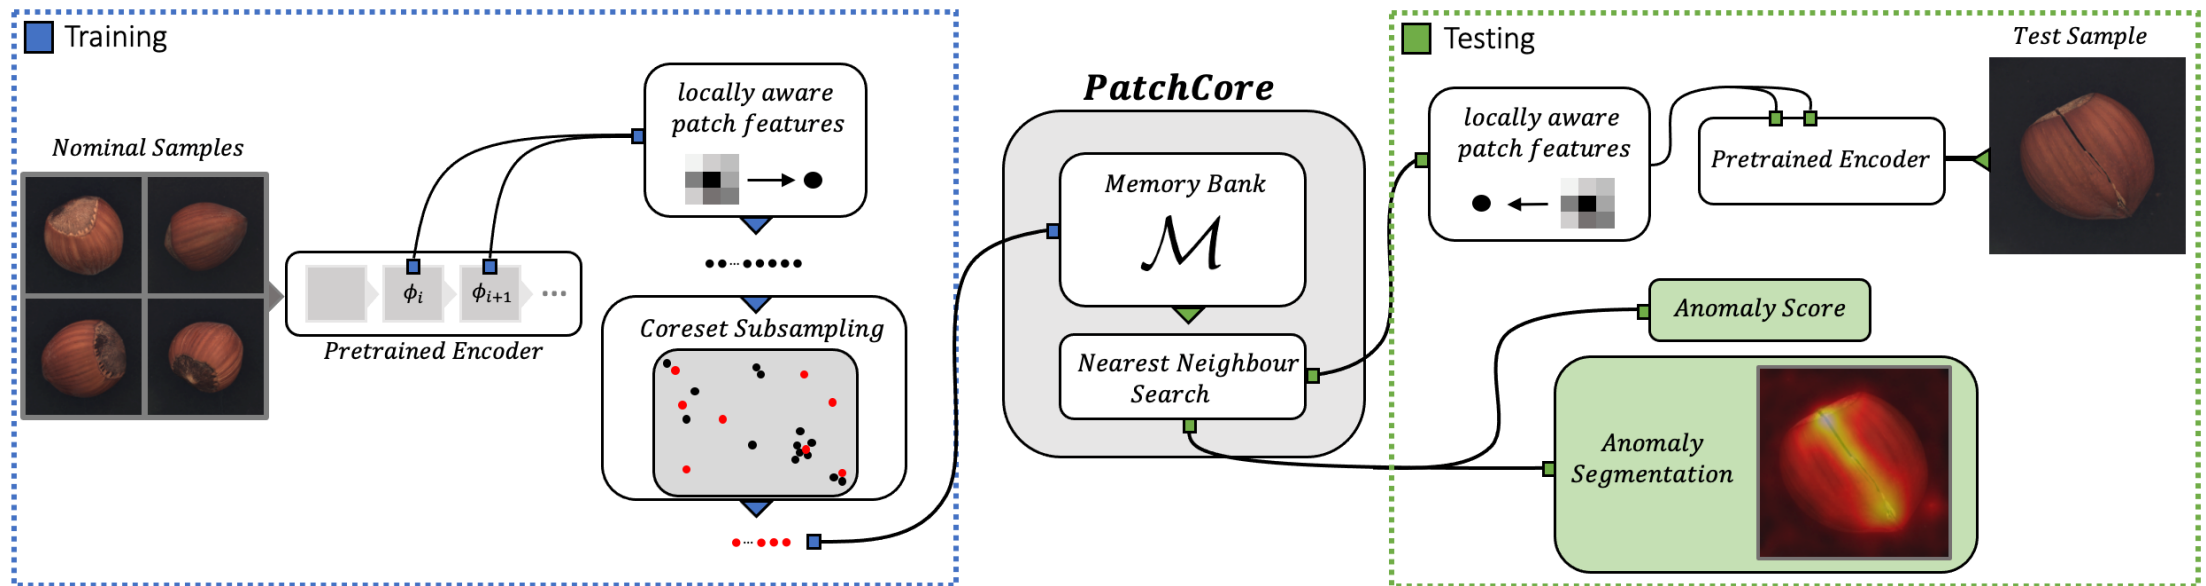 Training
Nominal Samples
ϕᵢ
ϕᵢ₊₁
...
Pretrained Encoder
locally aware
patch features
Coreset Subsampling
PatchCore
Memory Bank
ℳ
Nearest Neighbour
Search
Testing
locally aware
patch features
Pretrained Encoder
Test Sample
Anomaly Score
Anomaly
Segmentation